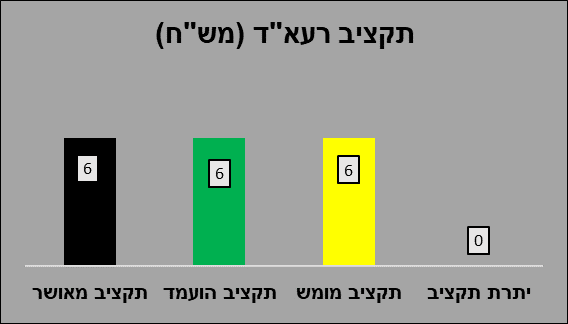 תקציב רעא"ד (מש"ח)
6
6
6
0
תקציב מאושר
תקציב הועמד
תקציב מומש
יתרת תקציב